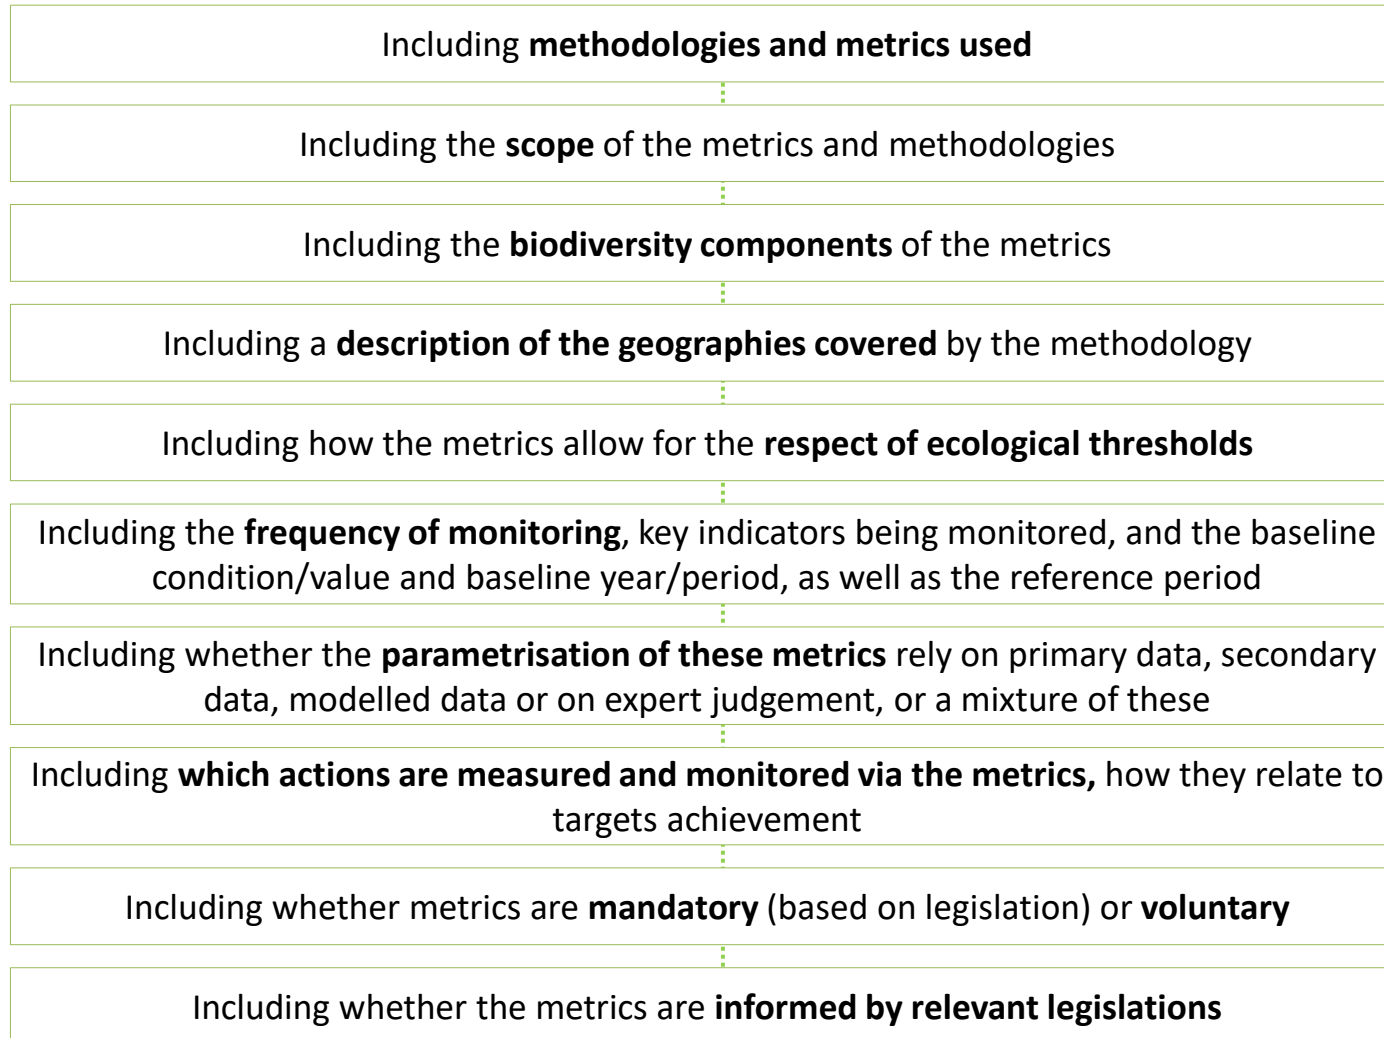 Including methodologies and metrics used
Including the scope of the metrics and methodologies
Including the biodiversity components of the metrics
Including a description of the geographies covered by the methodology
Including how the metrics allow for the respect of ecological thresholds
Including the frequency of monitoring, key indicators being monitored, and the baseline
condition/value and baseline year/period, as well as the reference period
Including whether the parametrisation of these metrics rely on primary data, secondary
data, modelled data or on expert judgement, or a mixture of these
Including which actions are measured and monitored via the metrics, how they relate to
targets achievement
Including whether metrics are mandatory (based on legislation) or voluntary
Including whether the metrics are informed by relevant legislations